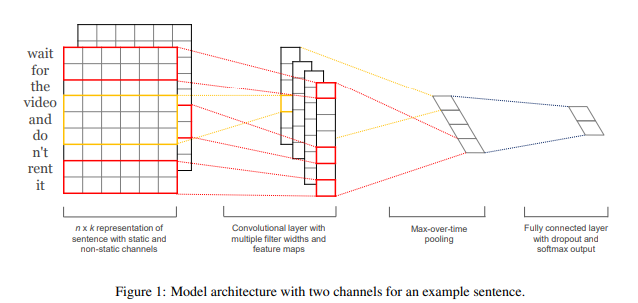 wait
for
the
video
and
do
n't
rent
it
n x k representation of
sentence with static and
non-static channels
Convolutional layer with
multiple filter widths and
feature maps
Max-over-time
pooling
Fully connected layer
with dropout and
softmax output
Figure 1: Model architecture with two channels for an example sentence.